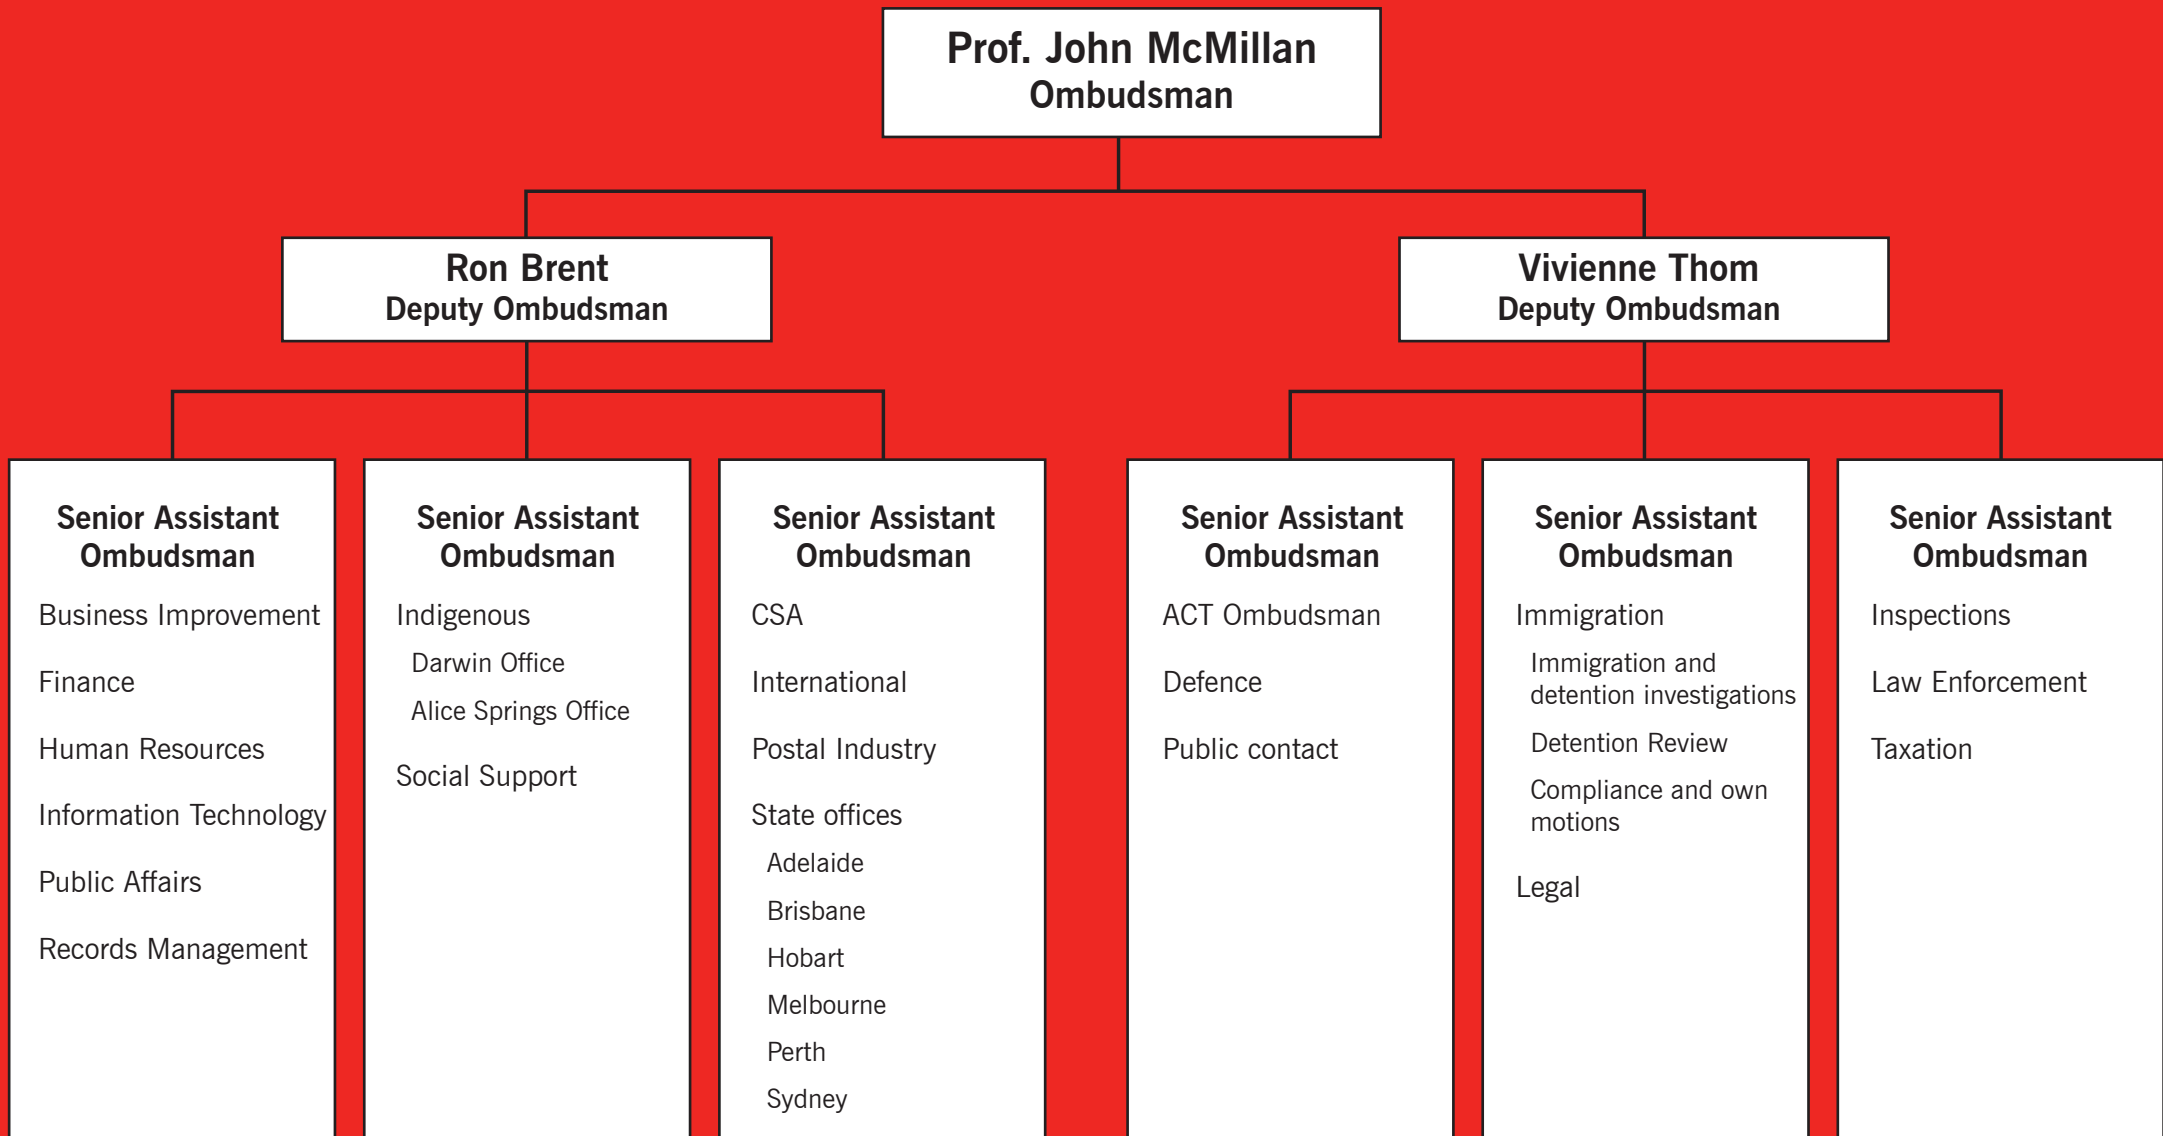 Prof. John McMillan
Ombudsman
Ron Brent
Deputy Ombudsman
Vivienne Thom
Deputy Ombudsman
Senior Assistant
Ombudsman
Business Improvement
Finance
Human Resources
Information Technology
Public Affairs
Records Management
Senior Assistant
Ombudsman
Indigenous
Darwin Office
Alice Springs Office
Social Support
Senior Assistant
Ombudsman
CSA
International
Postal Industry
State offices
Adelaide
Brisbane
Hobart
Melbourne
Perth
Sydney
Senior Assistant
Ombudsman
ACT Ombudsman
Defence
Public contact
Senior Assistant
Ombudsman
Immigration
Immigration and
detention investigations
Detention Review
Compliance and own
motions
Legal
Senior Assistant
Ombudsman
Inspections
Law Enforcement
Taxation